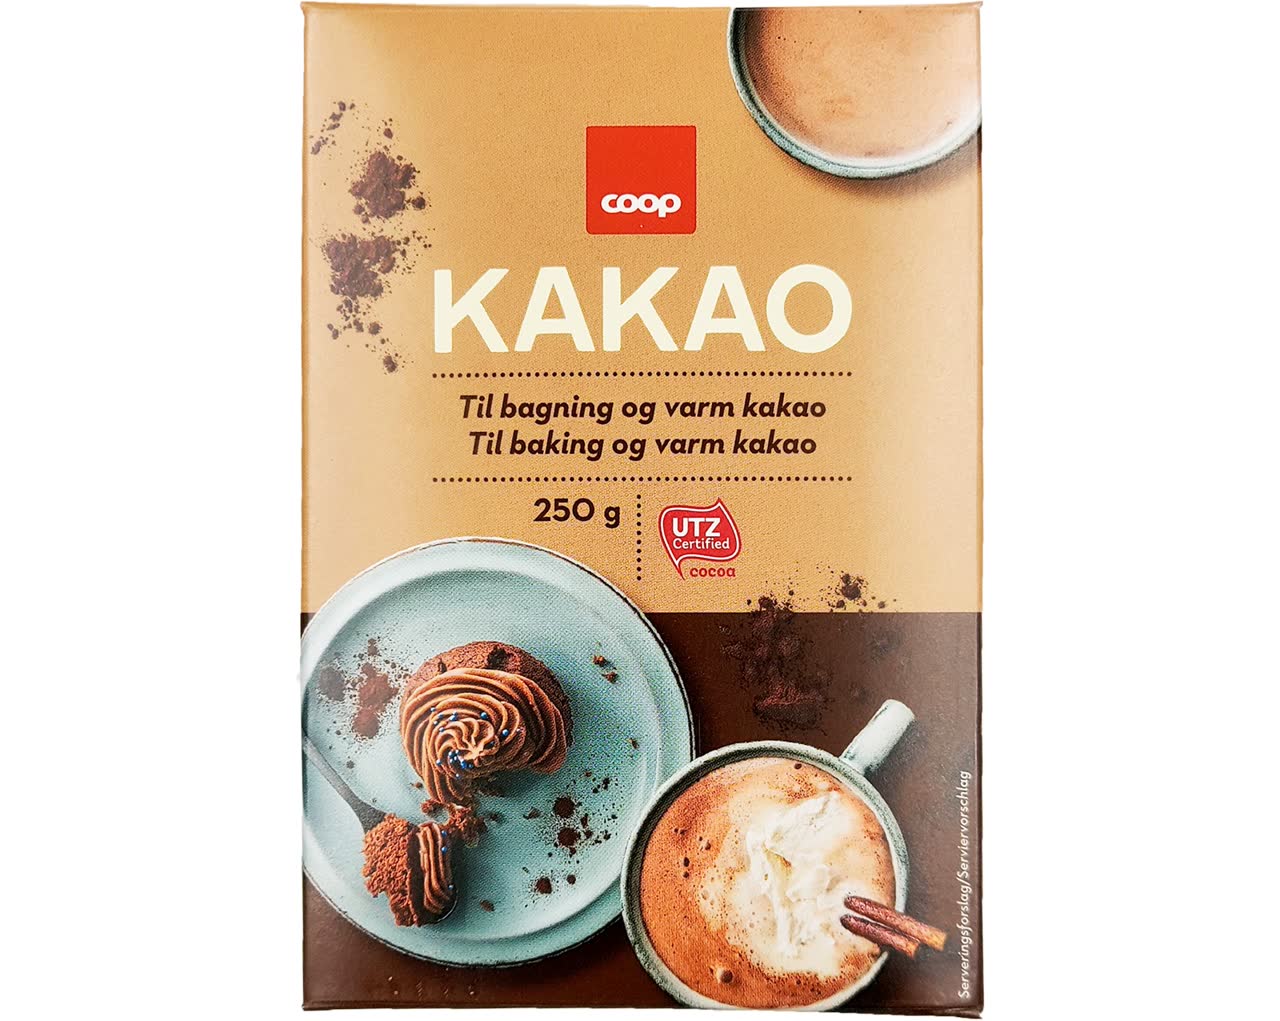 coop
KAKAO
Til bagning og varm kakao
Til baking og varm kakao
250 g
UTZ
Certified
cocoa
Serveringsforslag/Serviervorschlag